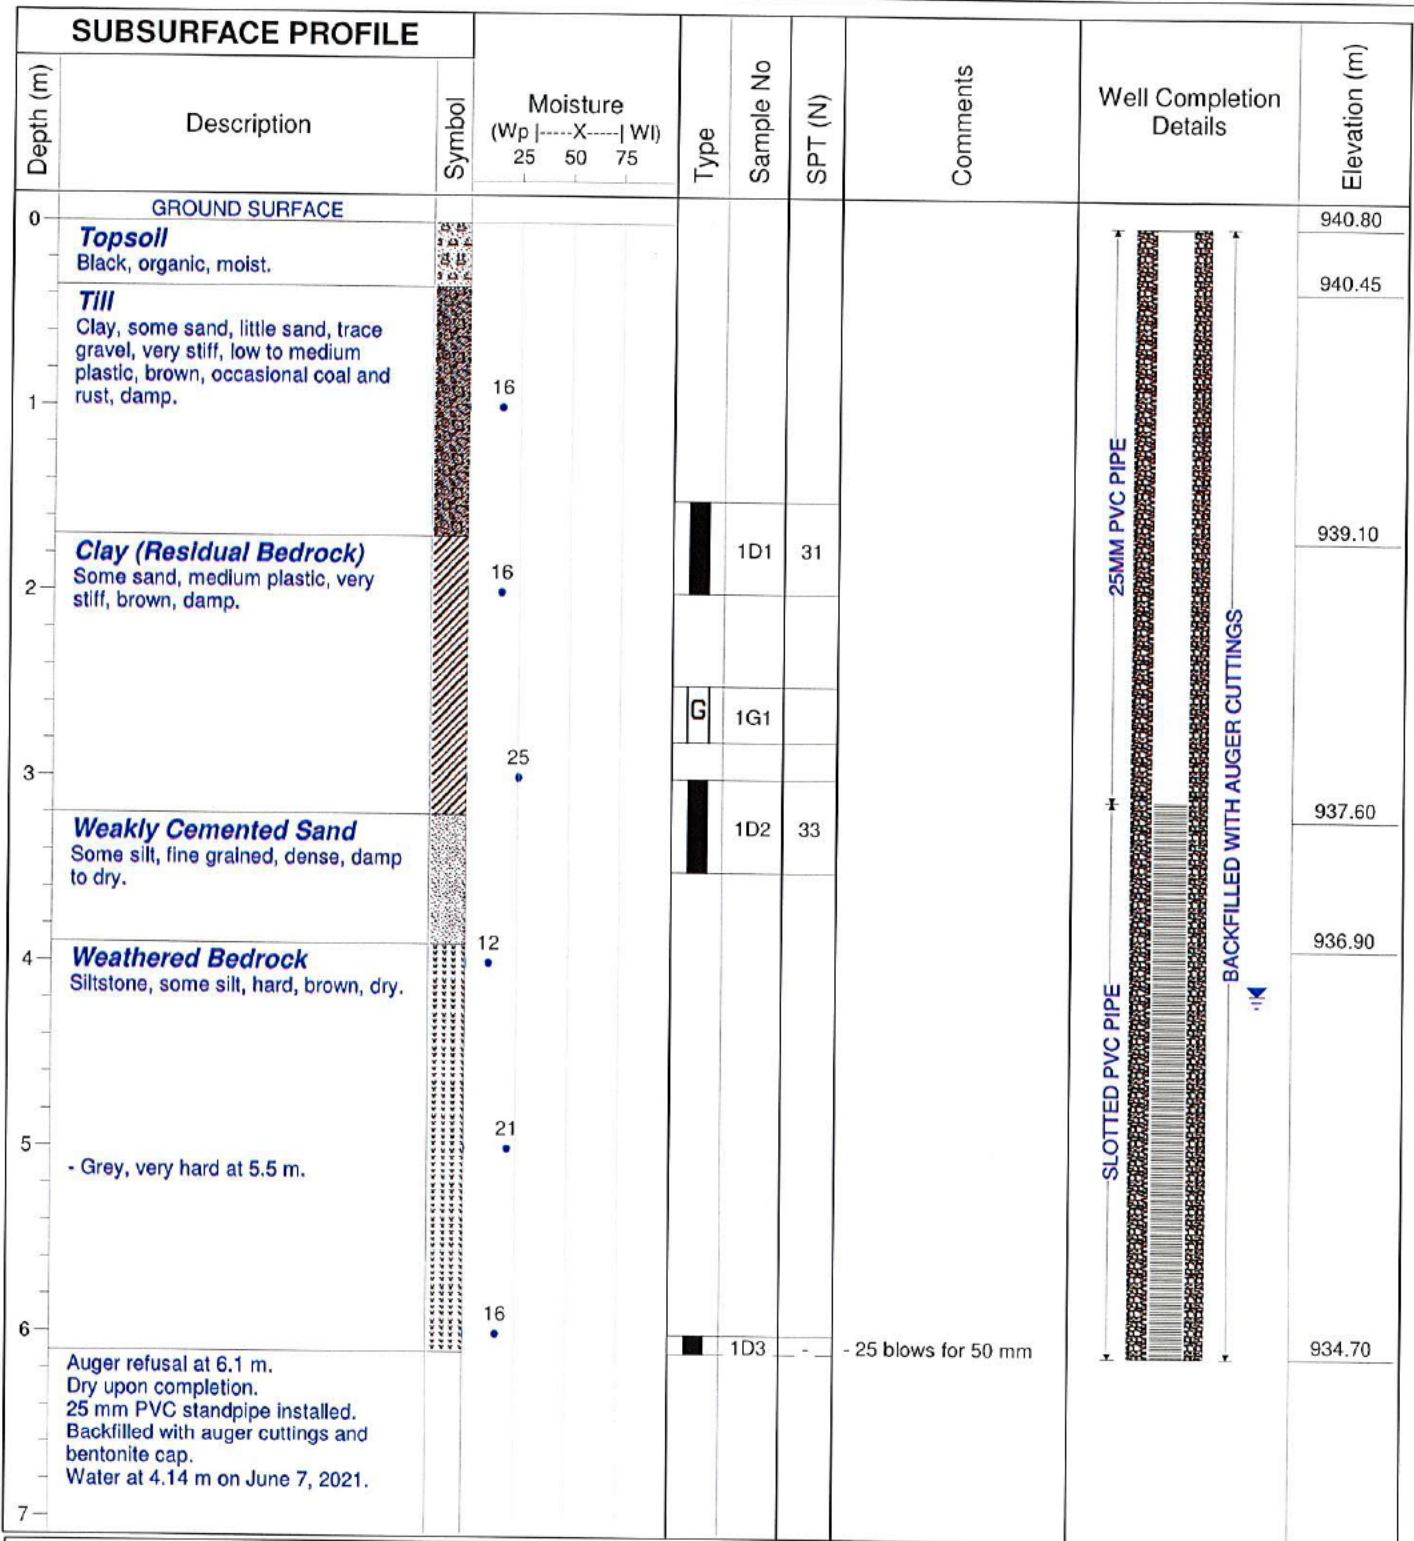 SUBSURFACE PROFILE
Depth (m)
Description
Symbol
Moisture
(Wp |-----X-----| Wl)
25 50 75
Type
Sample No
SPT (N)
Comments
Well Completion
Details
Elevation (m)
0
GROUND SURFACE
940.80
Topsoil
Black, organic, moist.
940.45
Till
Clay, some sand, little sand, trace
gravel, very stiff, low to medium
plastic, brown, occasional coal and
rust, damp.
1
16
1D1 31
939.10
Clay (Residual Bedrock)
Some sand, medium plastic, very
stiff, brown, damp.
2
16
G 1G1
3
25
1D2 33
937.60
Weakly Cemented Sand
Some silt, fine grained, dense, damp
to dry.
936.90
4
12
Weathered Bedrock
Siltstone, some silt, hard, brown, dry.
5
21
- Grey, very hard at 5.5 m.
6
16
1D3 - - 25 blows for 50 mm
934.70
25MM PVC PIPE
SLOTTED PVC PIPE
BACKFILLED WITH AUGER CUTTINGS
Auger refusal at 6.1 m.
Dry upon completion.
25 mm PVC standpipe installed.
Backfilled with auger cuttings and
bentonite cap.
Water at 4.14 m on June 7, 2021.
7